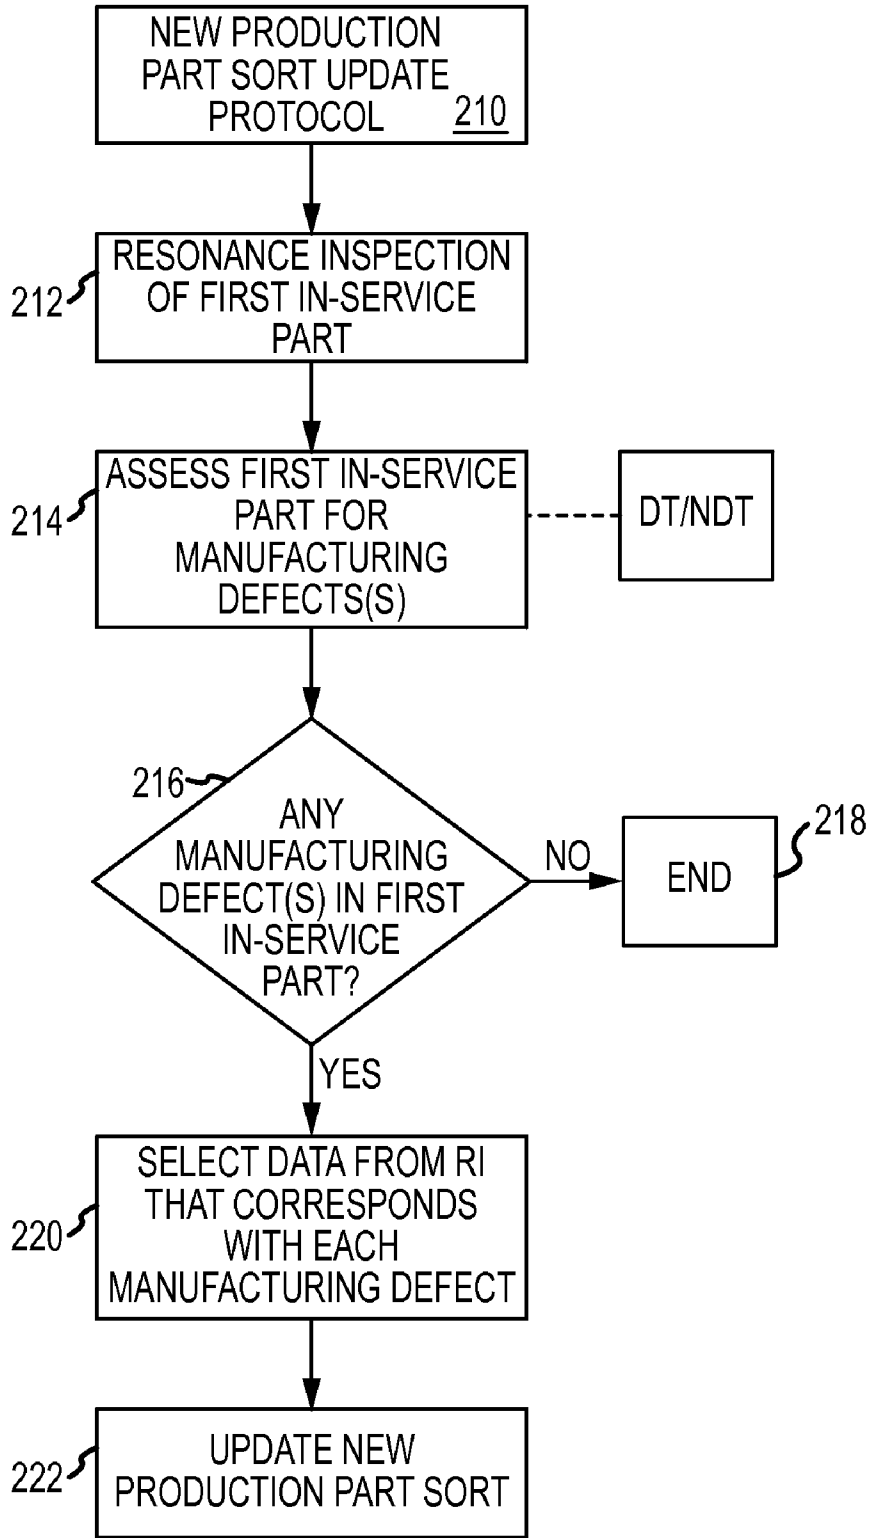 NEW PRODUCTION
PART SORT UPDATE
PROTOCOL 210
RESONANCE INSPECTION
OF FIRST IN-SERVICE
PART
212
ASSESS FIRST IN-SERVICE
PART FOR
MANUFACTURING
DEFECTS(S)
214
DT/NDT
216
ANY
MANUFACTURING
DEFECT(S) IN FIRST
IN-SERVICE
PART?
NO
END
218
YES
SELECT DATA FROM RI
THAT CORRESPONDS
WITH EACH
MANUFACTURING DEFECT
220
UPDATE NEW
PRODUCTION PART SORT
222